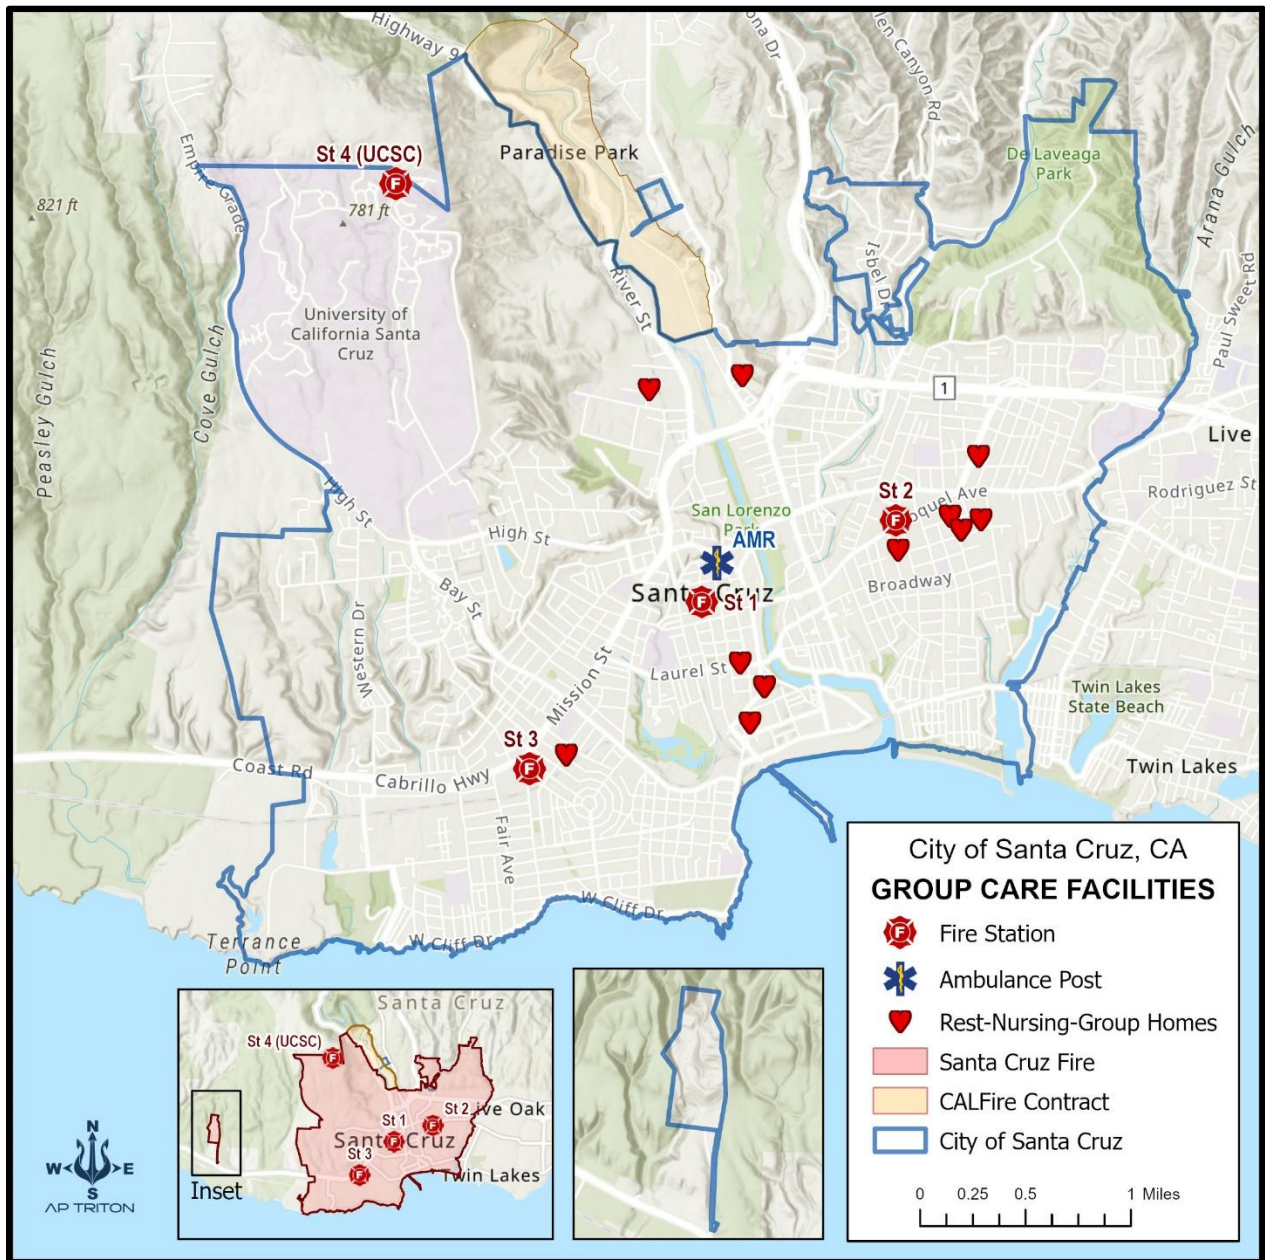 Highway 9
ona Dr
len Canyon Rd
St 4 (UCSC)
Paradise Park
De Laveaga
Park
Arana Gulch
Empire Grade
821 ft
781 ft
Isbel Dr
River St
Paul Sweet Rd
University of
California Santa
Cruz
Cove Gulch
Peasley Gulch
1
Live
High St
St 2
oquel Ave
Rodriguez St
San Lorenzo
Park
High St
AMR
Broadway
Santa Cruz
St 1
Bay St
Western Dr
Mission St
Laurel St
Twin Lakes
State Beach
St 3
Coast Rd
Cabrillo Hwy
Twin Lakes
Fair Ave
W Cliff Dr
W Cliff Dr
Terrance
Point
City of Santa Cruz, CA
GROUP CARE FACILITIES
F Fire Station
Ambulance Post
Rest-Nursing-Group Homes
Santa Cruz Fire
CALFire Contract
City of Santa Cruz
0 0.25 0.5 1 Miles
Santa Cruz
St 4 (UCSC)
St 1
St 2
ive Oak
Santa Cruz
St 3
Twin Lakes
Inset
N
W E
S
AP TRITON